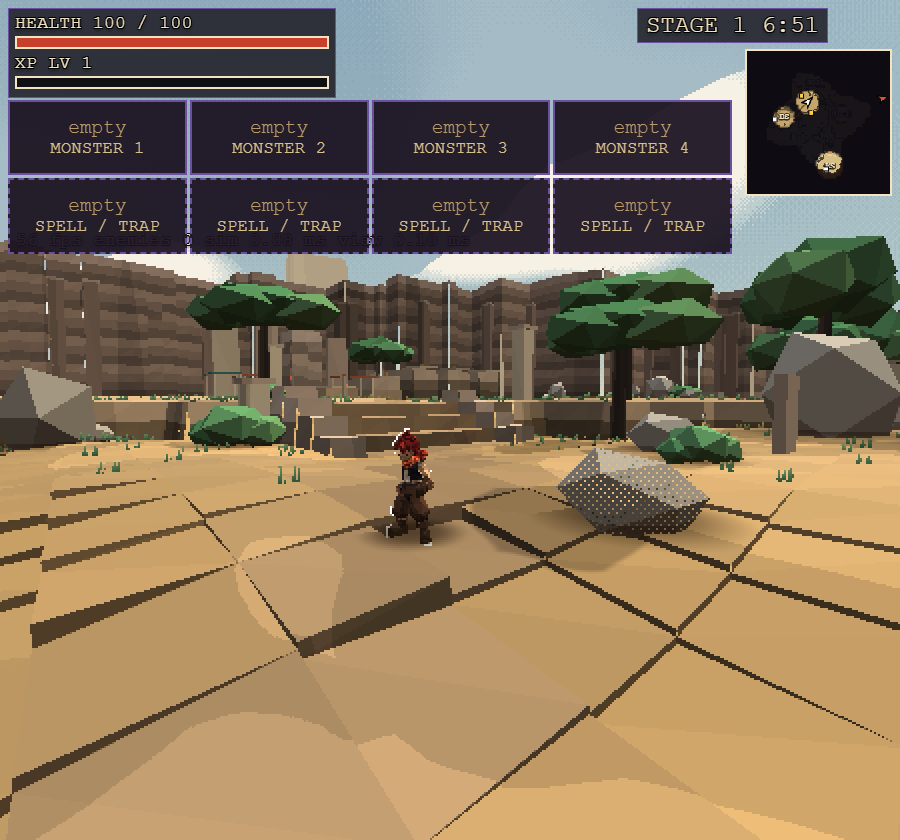 HEALTH 100 / 100
XP LV 1
STAGE 1 6:51
empty
MONSTER 1
empty
MONSTER 2
empty
MONSTER 3
empty
MONSTER 4
empty
SPELL / TRAP
empty
SPELL / TRAP
empty
SPELL / TRAP
empty
SPELL / TRAP